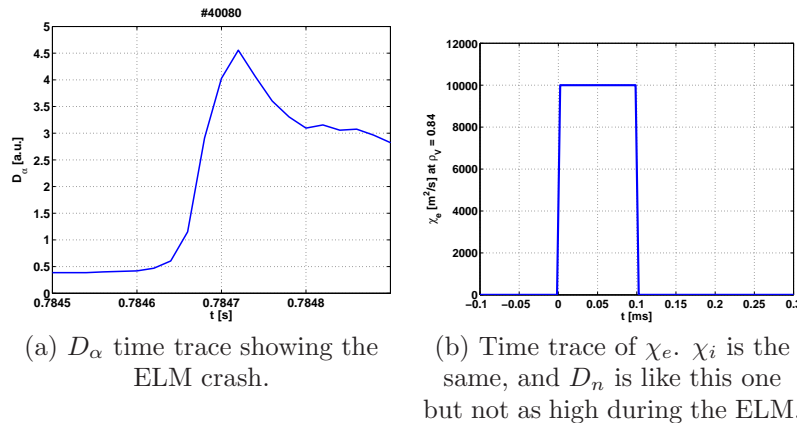 #40080
5
4.5
4
3.5
3
2.5
2
1.5
1
0.5
0
D_α [a.u.]
0.7845 0.7846 0.7847 0.7848
t [s]
(a) D_α time trace showing the
ELM crash.
12000
10000
8000
6000
4000
2000
0
χ_e [m²/s] at ρ_V = 0.84
−0.1 −0.05 0 0.05 0.1 0.15 0.2 0.25 0.3
t [ms]
(b) Time trace of χ_e. χ_i is the
same, and D_n is like this one
but not as high during the ELM.